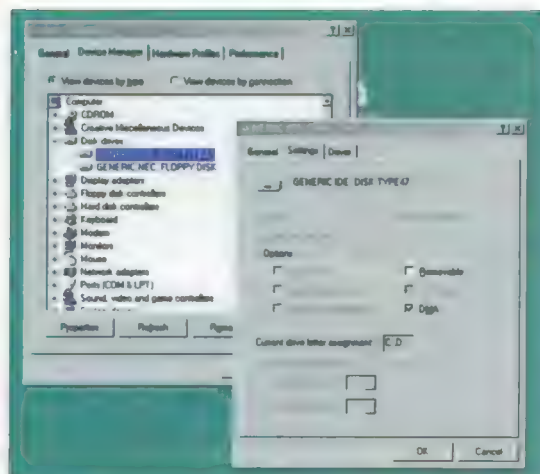 General Device Manager Hardware Profiles Performance
View devices by type View devices by connection
Computer
CDROM
Creative Miscellaneous Devices
Disk drives
GENERIC NEC FLOPPY DISK
Display adapters
Floppy disk controllers
Hard disk controllers
Keyboard
Modem
Monitors
Mouse
Network adapters
Ports (COM & LPT)
Sound, video and game controllers
Properties Refresh
General Settings Driver
GENERIC IDE DISK TYPE47
Options
Removable
DMA
Current drive letter assignment:
OK Cancel